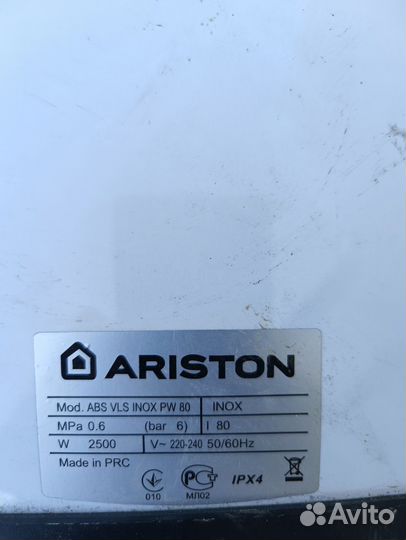 ARISTON
Mod. ABS VLS INOX PW 80 INOX
MPa 0.6 (bar 6) l 80
W 2500 V~ 220-240 50/60Hz
Made in PRC
010
РСТ
МЛ02
IPX4
Avito